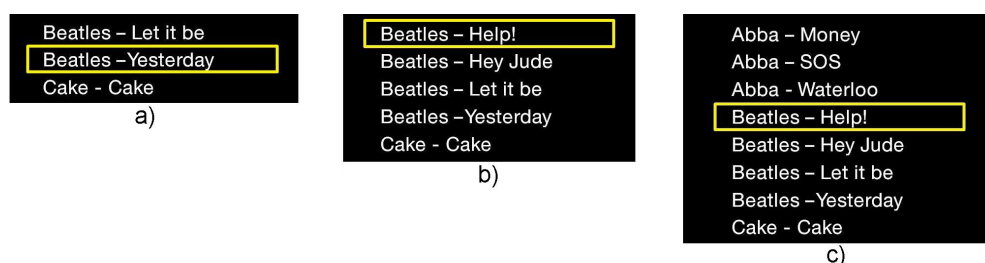 Beatles – Let it be
Beatles –Yesterday
Cake - Cake
a)
Beatles – Help!
Beatles – Hey Jude
Beatles – Let it be
Beatles –Yesterday
Cake - Cake
b)
Abba – Money
Abba – SOS
Abba - Waterloo
Beatles – Help!
Beatles – Hey Jude
Beatles – Let it be
Beatles –Yesterday
Cake - Cake
c)